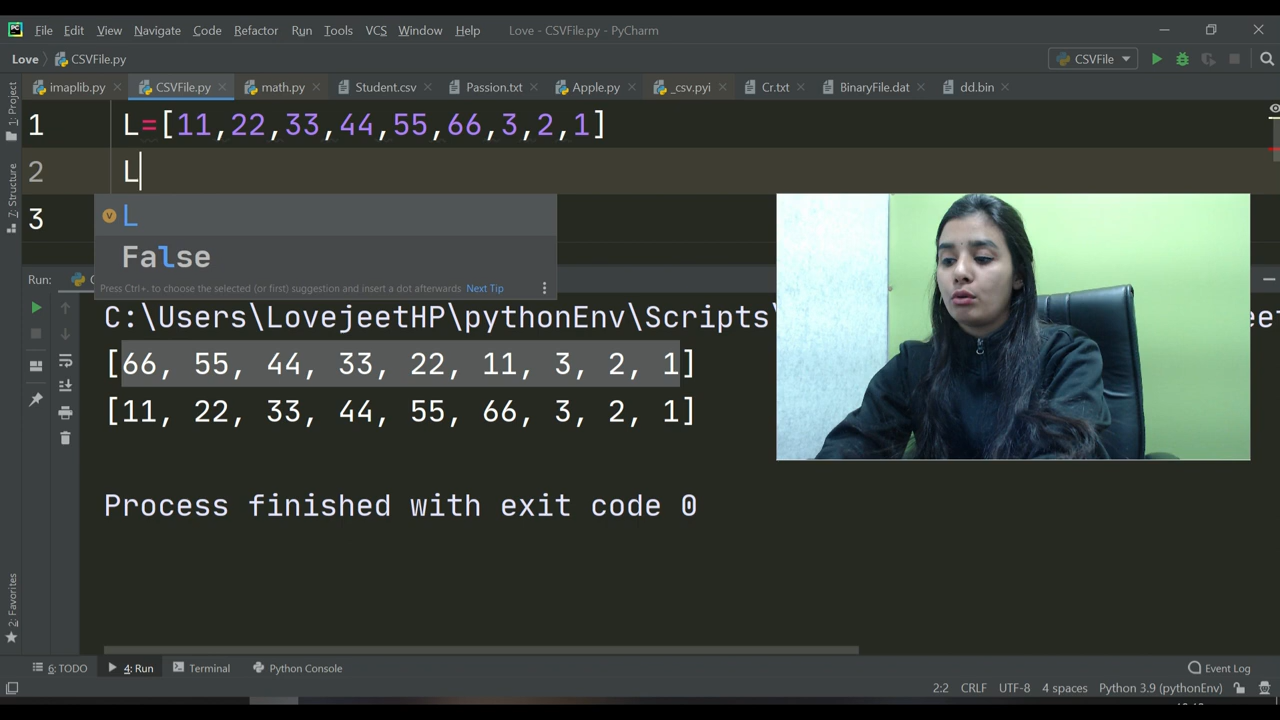 File Edit View Navigate Code Refactor Run Tools VCS Window Help Love - CSVFile.py - PyCharm
Love CSVFile.py CSVFile
imaplib.py CSVFile.py math.py Student.csv Passion.txt Apple.py _csv.pyi Cr.txt BinaryFile.dat dd.bin
1: Project
7: Structure
2: Favorites
1 L=[11,22,33,44,55,66,3,2,1]
2 L
3
L
False
Press Ctrl+. to choose the selected (or first) suggestion and insert a dot afterwards Next Tip
Run:
C:\Users\LovejeetHP\pythonEnv\Scripts\
[66, 55, 44, 33, 22, 11, 3, 2, 1]
[11, 22, 33, 44, 55, 66, 3, 2, 1]
Process finished with exit code 0
6: TODO 4: Run Terminal Python Console Event Log
2:2 CRLF UTF-8 4 spaces Python 3.9 (pythonEnv)